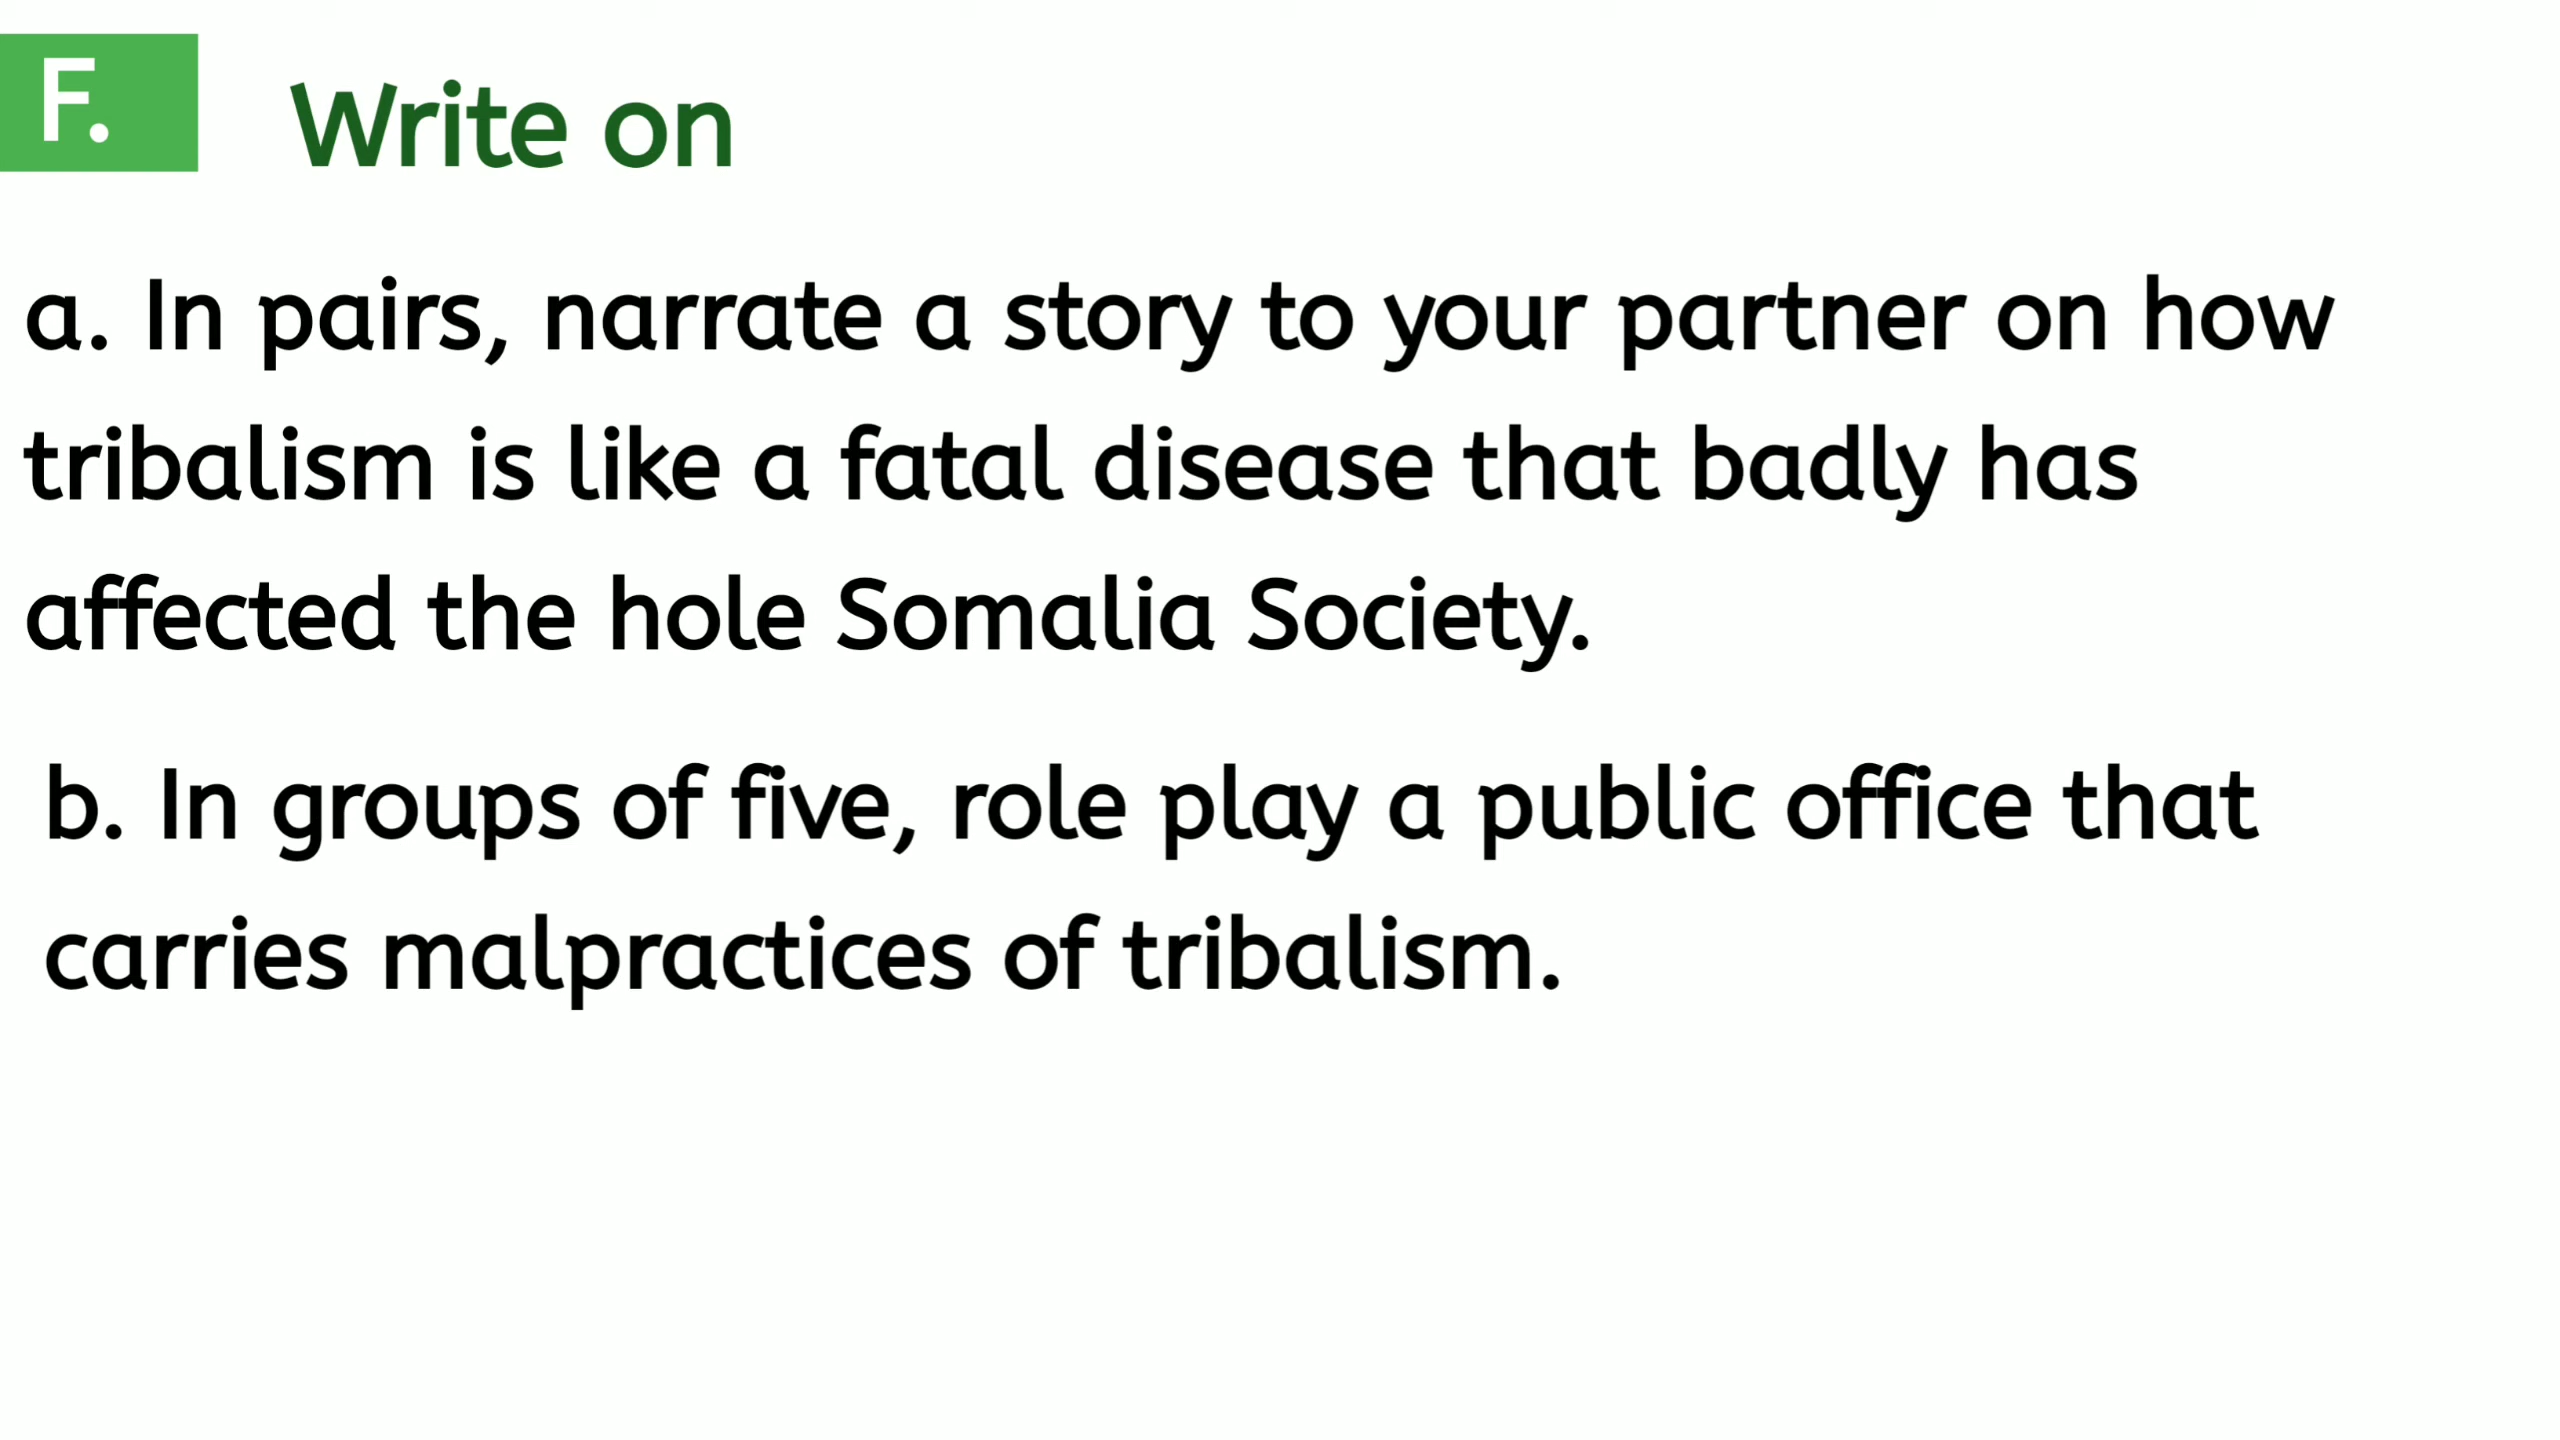 F. Write on
a. In pairs, narrate a story to your partner on how
tribalism is like a fatal disease that badly has
affected the hole Somalia Society.
b. In groups of five, role play a public office that
carries malpractices of tribalism.